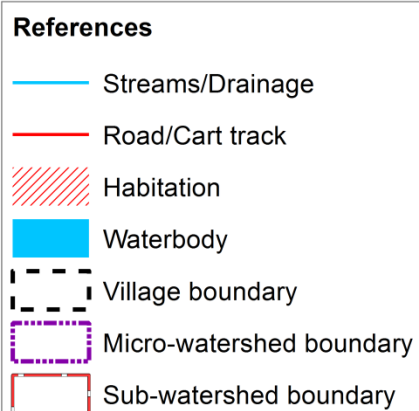 References
Streams/Drainage
Road/Cart track
Habitation
Waterbody
Village boundary
Micro-watershed boundary
Sub-watershed boundary